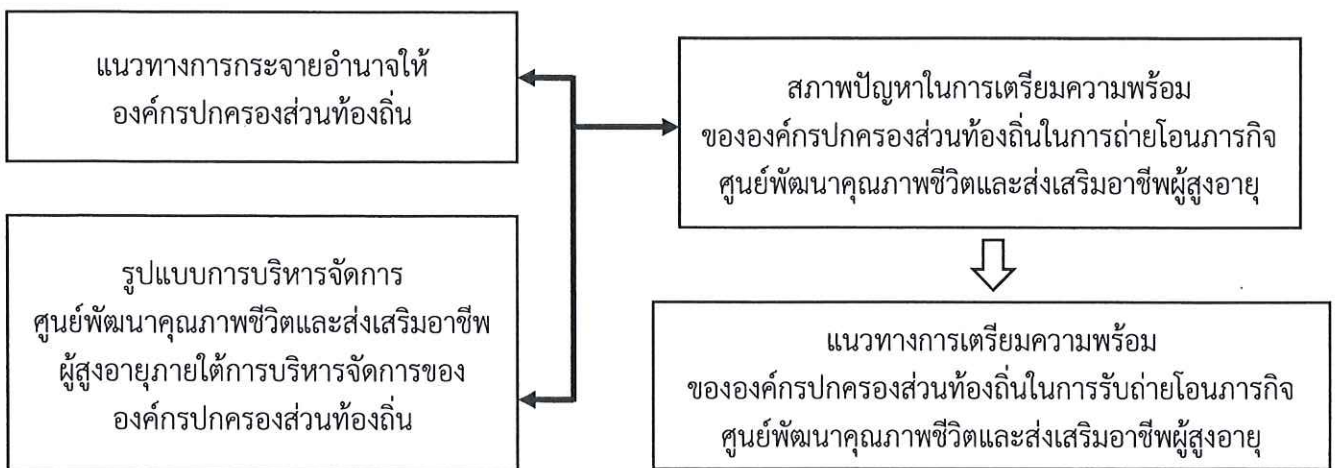 แนวทางการกระจายอำนาจให้
องค์กรปกครองส่วนท้องถิ่น
รูปแบบการบริหารจัดการ
ศูนย์พัฒนาคุณภาพชีวิตและส่งเสริมอาชีพ
ผู้สูงอายุภายใต้การบริหารจัดการของ
องค์กรปกครองส่วนท้องถิ่น
สภาพปัญหาในการเตรียมความพร้อม
ขององค์กรปกครองส่วนท้องถิ่นในการถ่ายโอนภารกิจ
ศูนย์พัฒนาคุณภาพชีวิตและส่งเสริมอาชีพผู้สูงอายุ
แนวทางการเตรียมความพร้อม
ขององค์กรปกครองส่วนท้องถิ่นในการรับถ่ายโอนภารกิจ
ศูนย์พัฒนาคุณภาพชีวิตและส่งเสริมอาชีพผู้สูงอายุ